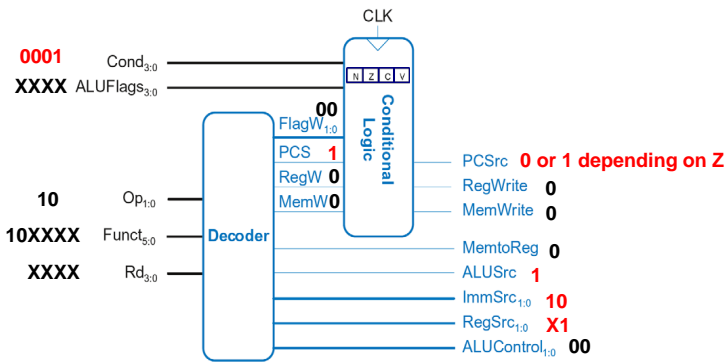 CLK
0001 Cond3:0
XXXX ALUFlags3:0
N Z C V
Conditional Logic
00
FlagW1:0
PCS 1
PCSrc 0 or 1 depending on Z
RegW 0
RegWrite 0
MemW 0
MemWrite 0
10 Op1:0
10XXXX Funct5:0
XXXX Rd3:0
Decoder
MemtoReg 0
ALUSrc 1
ImmSrc1:0 10
RegSrc1:0 X1
ALUControl1:0 00